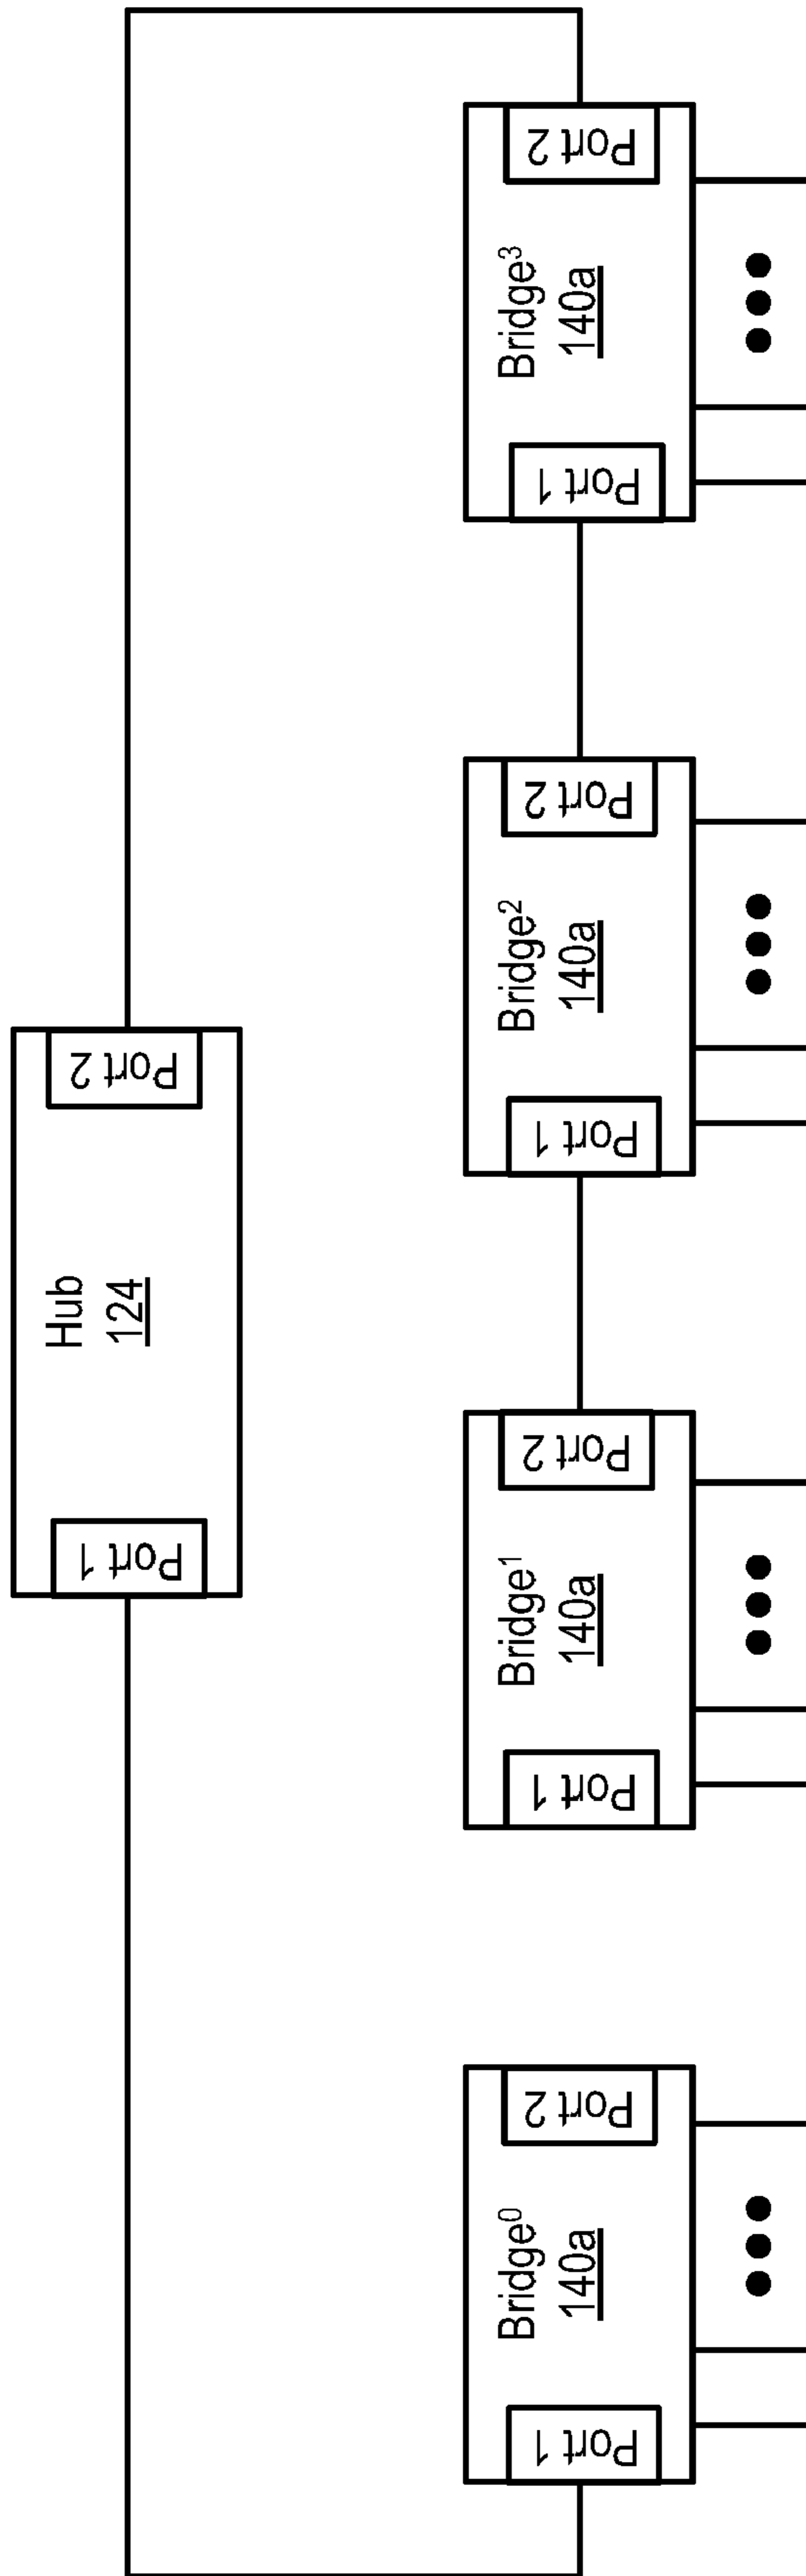 Hub
124
Port 1
Port 2
Bridge⁰
140a
Port 1
Port 2
Bridge¹
140a
Port 1
Port 2
Bridge²
140a
Port 1
Port 2
Bridge³
140a
Port 1
Port 2